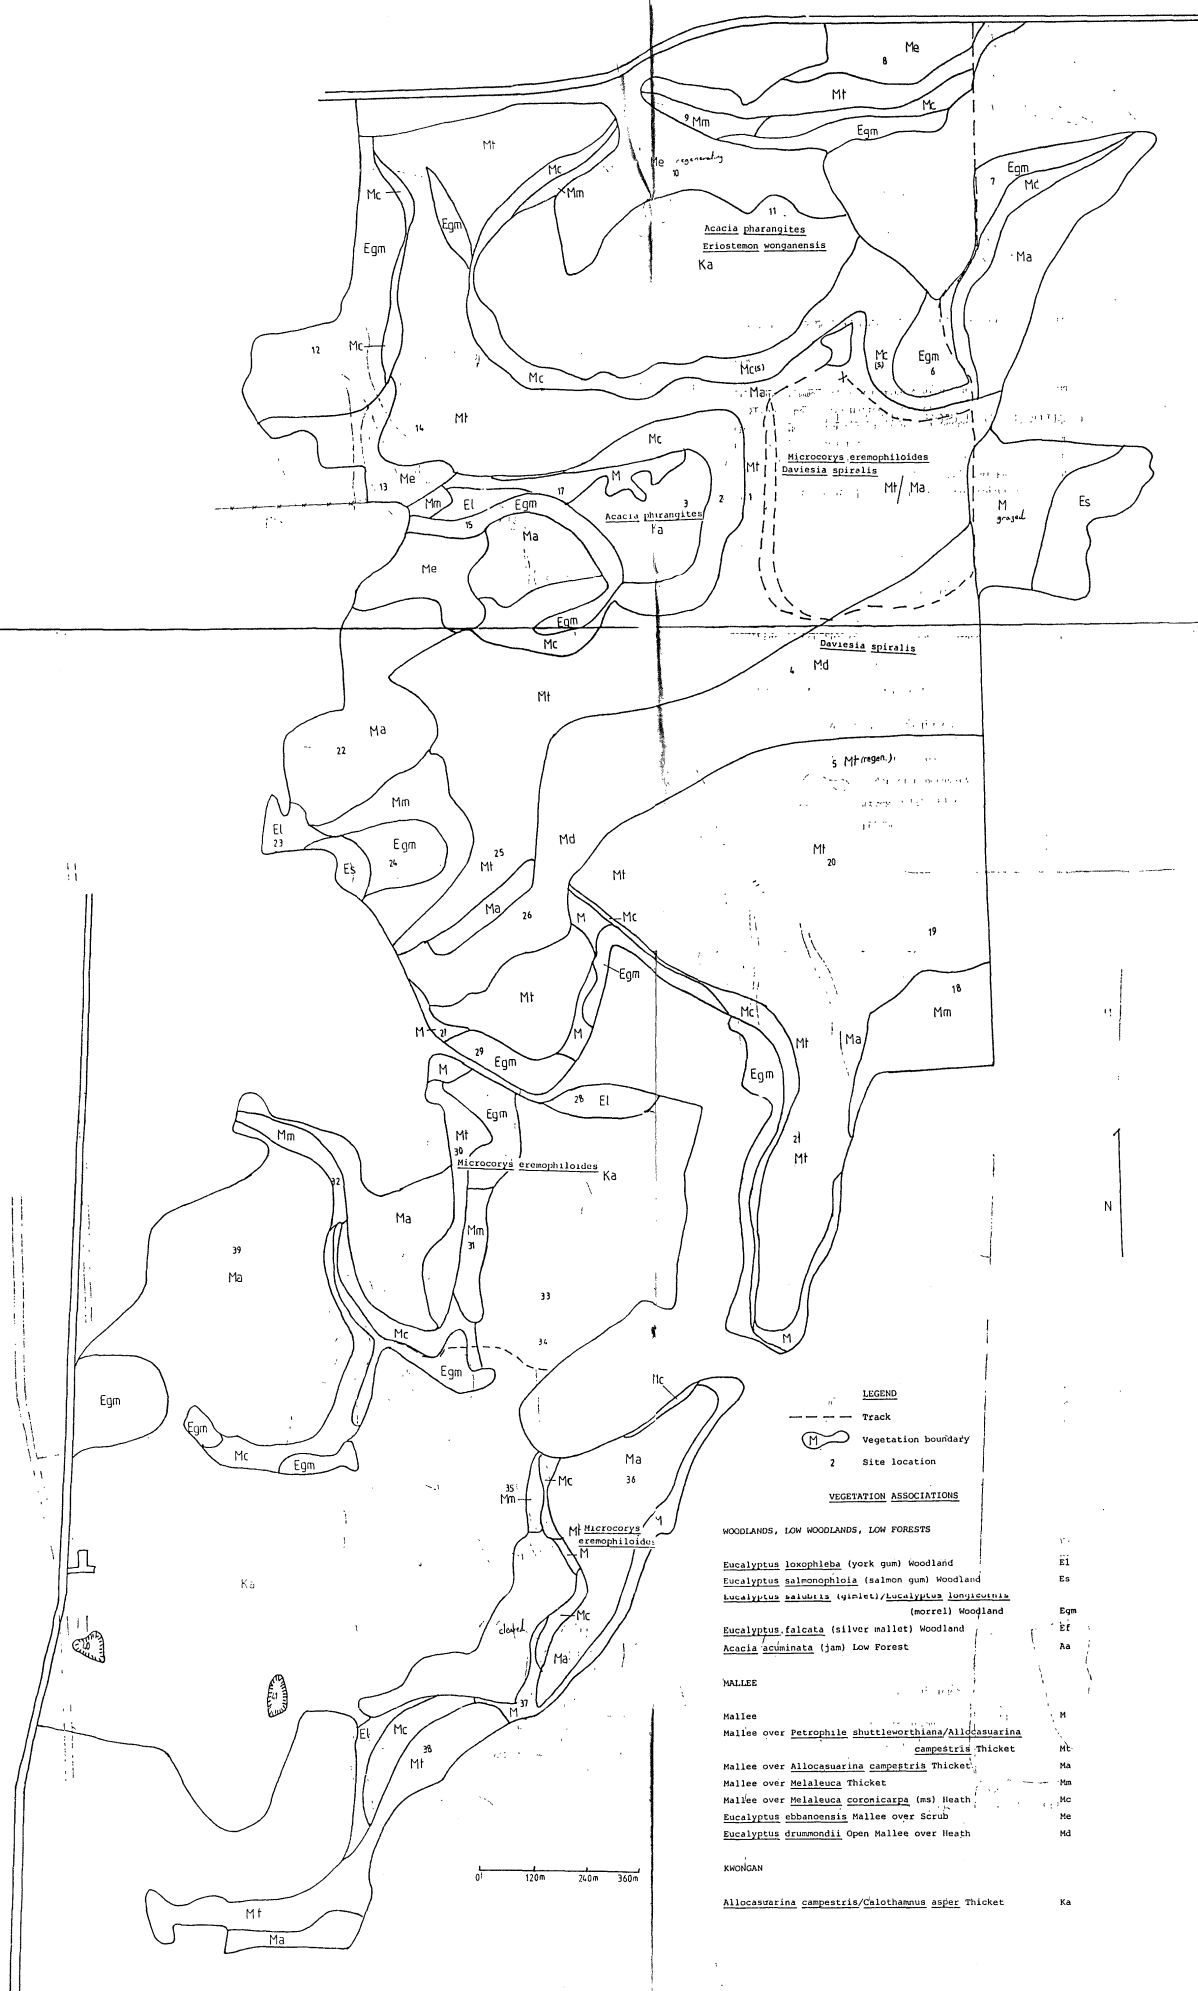 Me
8
Mt
Mc
9 Mm
Egm
Mt
Mc
Me regenerating
10
Mm
Egm
7
Mc
Mc
Egm
Egm
11
Acacia pharangites
Eriostemon wonganensis
Ka
Ma
12
Mc
Mc(s)
Mc
(s)
Egm
6
Mc
Ma
Mt
14
Mc
Microcorys eremophiloides
Daviesia spiralis
Mt
Mt/Ma
13
Me
M
17
Mm
El
Egm
3
2
1
M
grazed
Es
15
Acacia pharangites
Ka
Ma
Me
Egm
Mc
Daviesia spiralis
4
Md
Mt
Ma
22
5 Mt (regen.)
Mm
El
23
Egm
24
Es
Md
25
Mt
Mt
20
Mt
Ma
26
M
Mc
19
Egm
18
Mm
Mt
Mc
M
21
M
Mt
Ma
29
Egm
M
Egm
28
El
Egm
Mm
Mt
30
21
Mt
Microcorys eremophiloides
Ka
32
N
Ma
Mm
31
39
Ma
33
Mc
34
M
Egm
Mc
Egm
LEGEND
Track
M
Vegetation boundary
2
Site location
Egm
Mc
Egm
Ma
36
35
Mm
Mc
VEGETATION ASSOCIATIONS
M
Microcorys
eremophiloides
M
WOODLANDS, LOW WOODLANDS, LOW FORESTS
Eucalyptus loxophleba (york gum) Woodland El
Eucalyptus salmonophloia (salmon gum) Woodland Es
Eucalyptus salubris (gimlet)/Eucalyptus longicornis
(morrel) Woodland Egm
Eucalyptus falcata (silver mallet) Woodland Ef
Acacia acuminata (jam) Low Forest Aa
Ka
Mc
cleared
40
Ma
41
MALLEE
37
M
Mallee M
Mallee over Petrophile shuttleworthiana/Allocasuarina
campestris Thicket Mt
Mallee over Allocasuarina campestris Thicket Ma
Mallee over Melaleuca Thicket Mm
Mallee over Melaleuca coronicarpa (ms) Heath Mc
Eucalyptus ebbanoensis Mallee over Scrub Me
Eucalyptus drummondii Open Mallee over Heath Md
El
Mc
38
Mt
KWONGAN
0 120m 240m 360m
Allocasuarina campestris/Calothamnus asper Thicket Ka
Mt
Ma